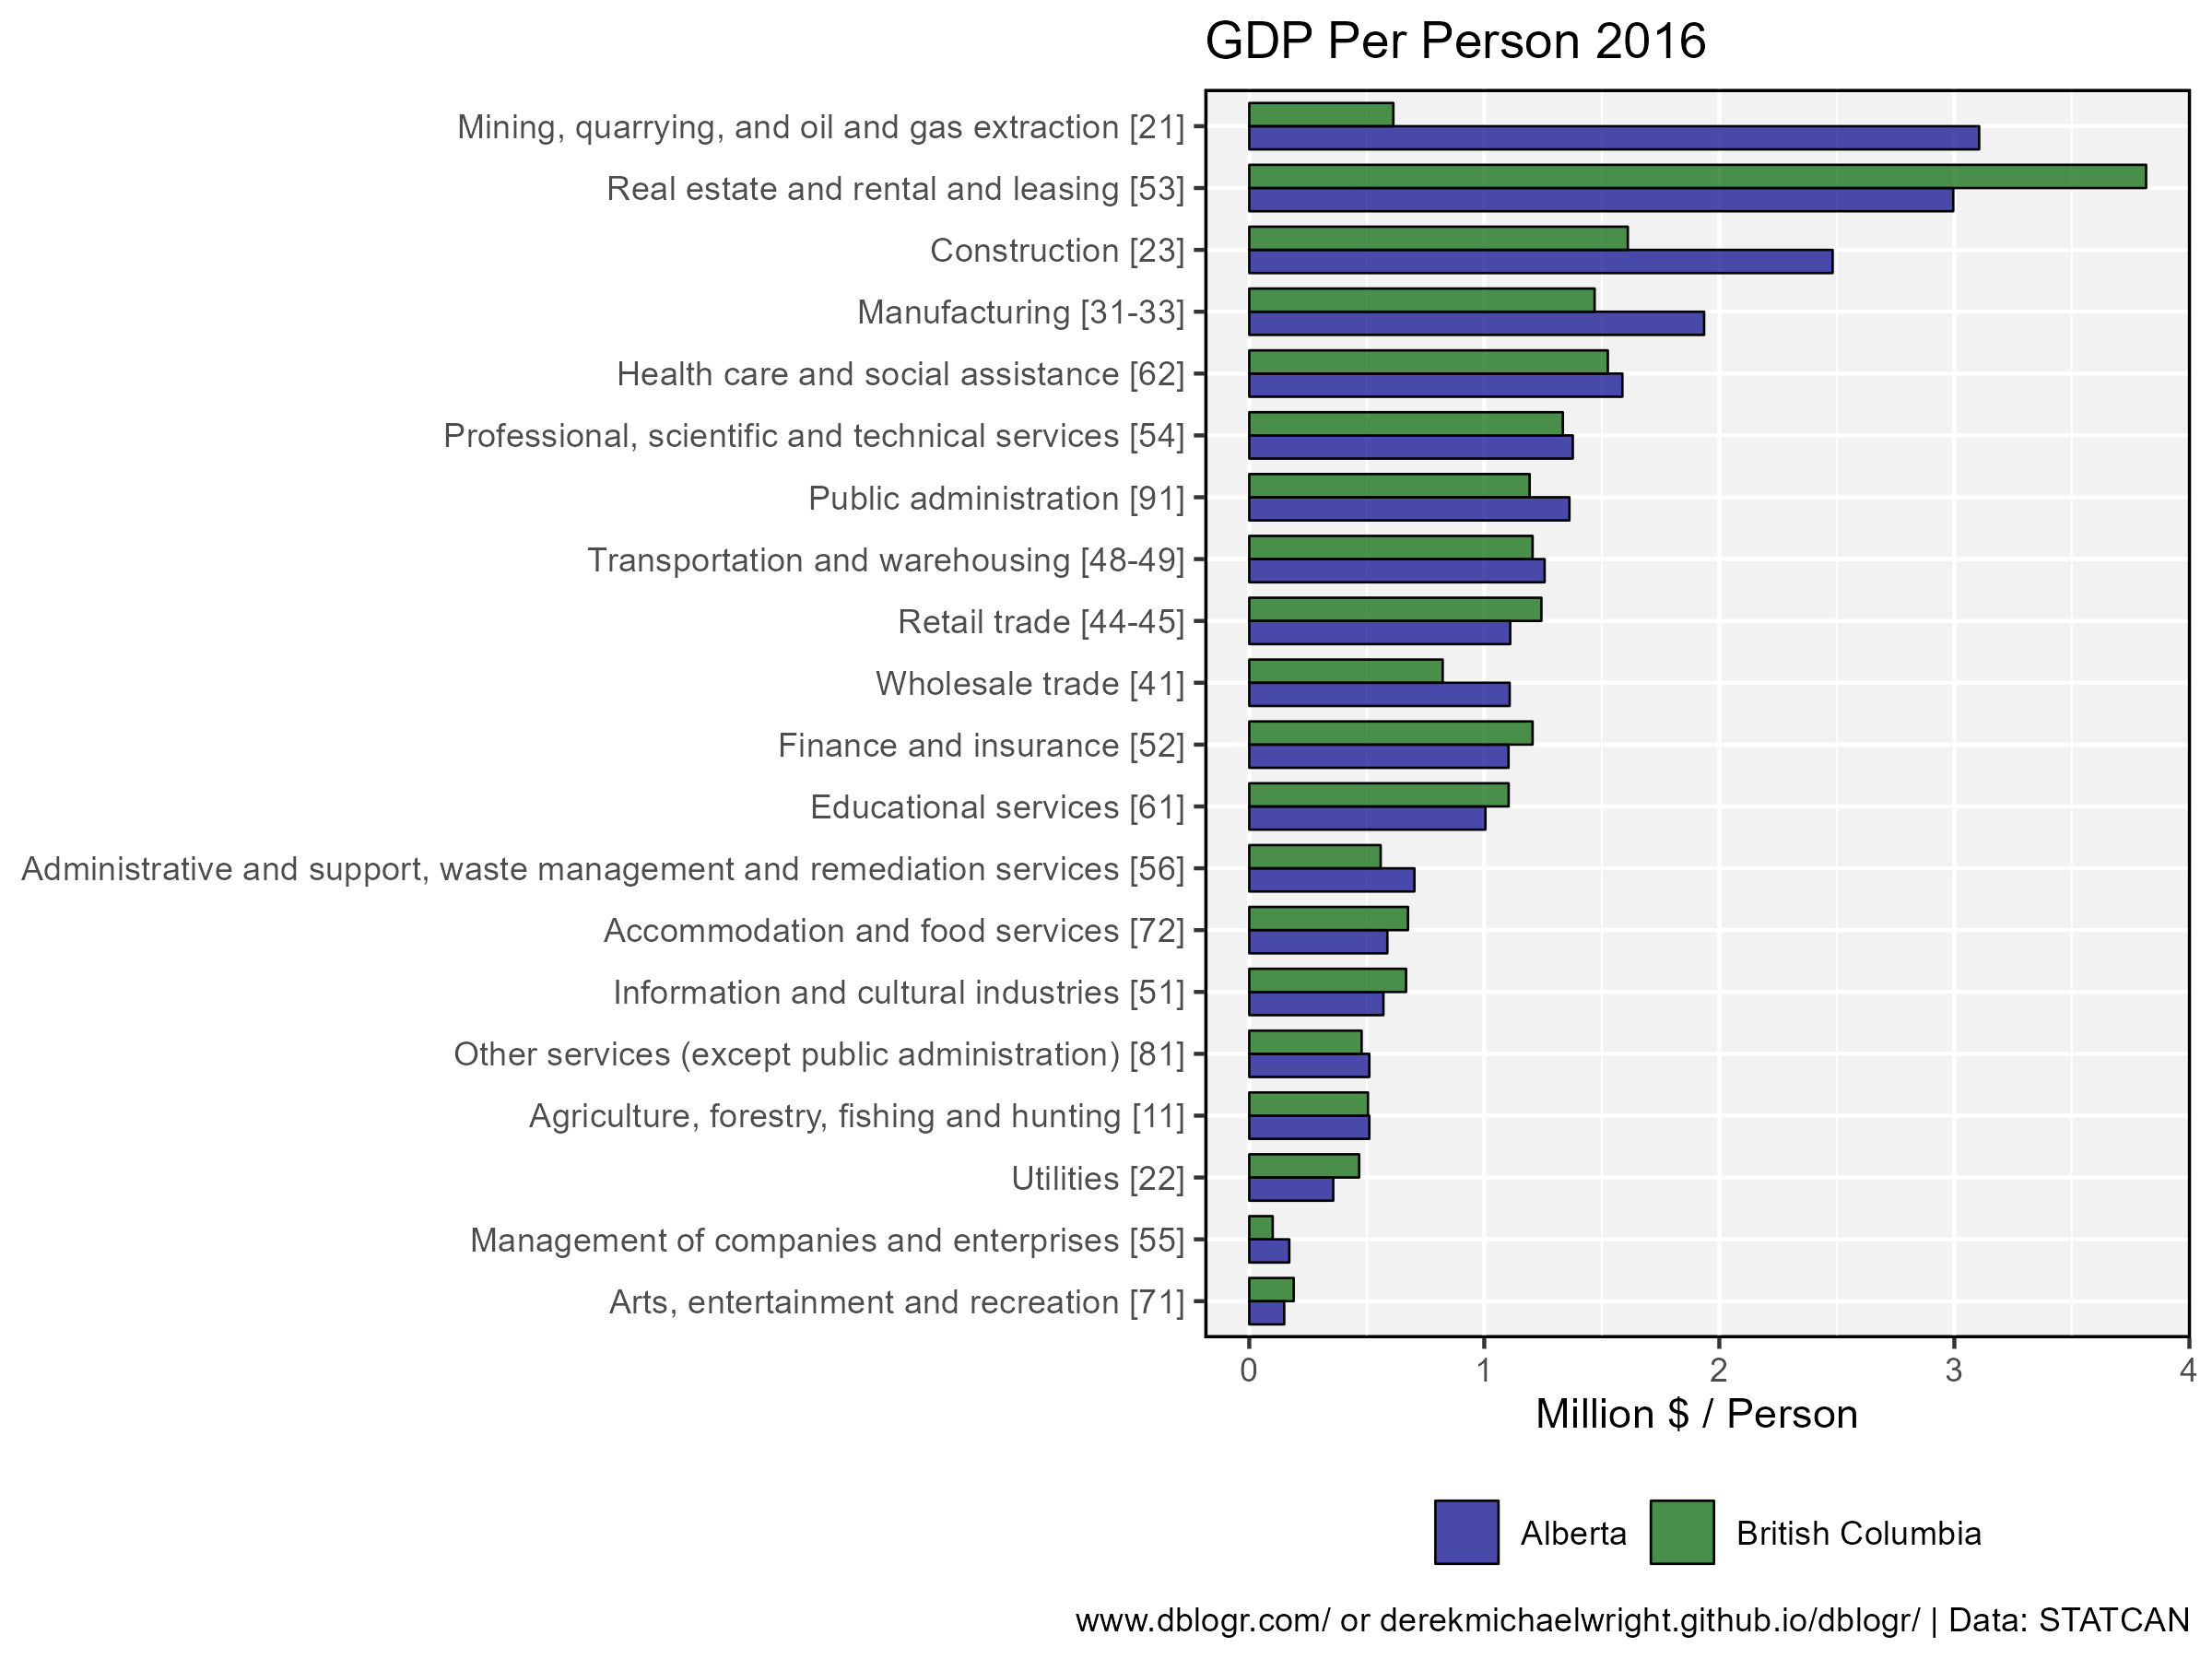 GDP Per Person 2016
Mining, quarrying, and oil and gas extraction [21]
Real estate and rental and leasing [53]
Construction [23]
Manufacturing [31-33]
Health care and social assistance [62]
Professional, scientific and technical services [54]
Public administration [91]
Transportation and warehousing [48-49]
Retail trade [44-45]
Wholesale trade [41]
Finance and insurance [52]
Educational services [61]
Administrative and support, waste management and remediation services [56]
Accommodation and food services [72]
Information and cultural industries [51]
Other services (except public administration) [81]
Agriculture, forestry, fishing and hunting [11]
Utilities [22]
Management of companies and enterprises [55]
Arts, entertainment and recreation [71]
0 1 2 3 4
Million $ / Person
Alberta British Columbia
www.dblogr.com/ or derekmichaelwright.github.io/dblogr/ | Data: STATCAN